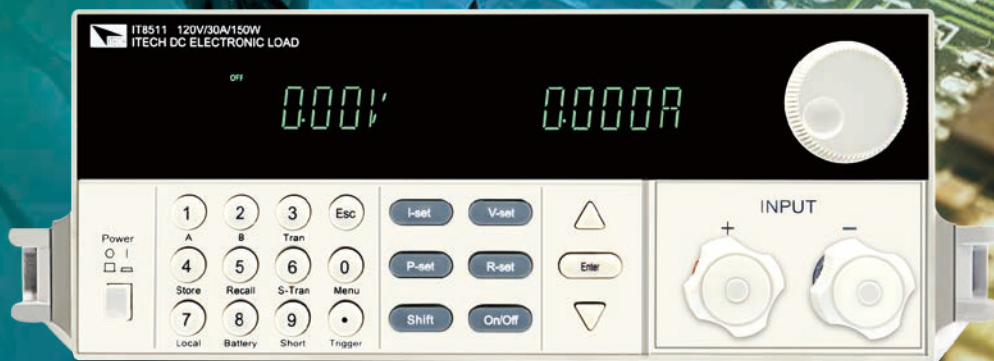 ITECH
IT8511 120V/30A/150W
ITECH DC ELECTRONIC LOAD
OFF
0.00V 0.000A
INPUT
+ −
Power
O I
1 2 3 Esc
A B Tran
4 5 6 0
Store Recall S-Tran Menu
7 8 9 •
Local Battery Short Trigger
I-set V-set
P-set R-set
Shift On/Off
Enter